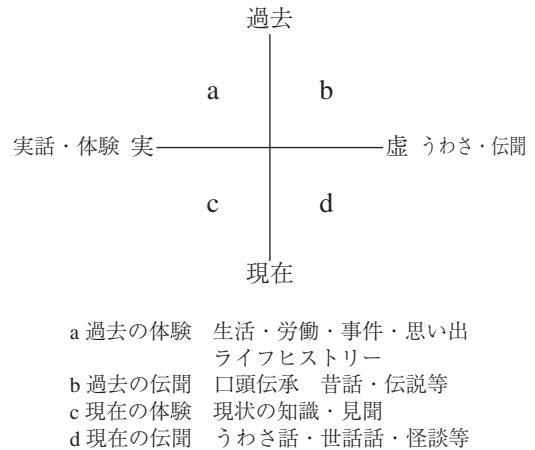 過去
a b
実話・体験 実 虚 うわさ・伝聞
c d
現在
a 過去の体験 生活・労働・事件・思い出
ライフヒストリー
b 過去の伝聞 口頭伝承 昔話・伝説等
c 現在の体験 現状の知識・見聞
d 現在の伝聞 うわさ話・世話話・怪談等